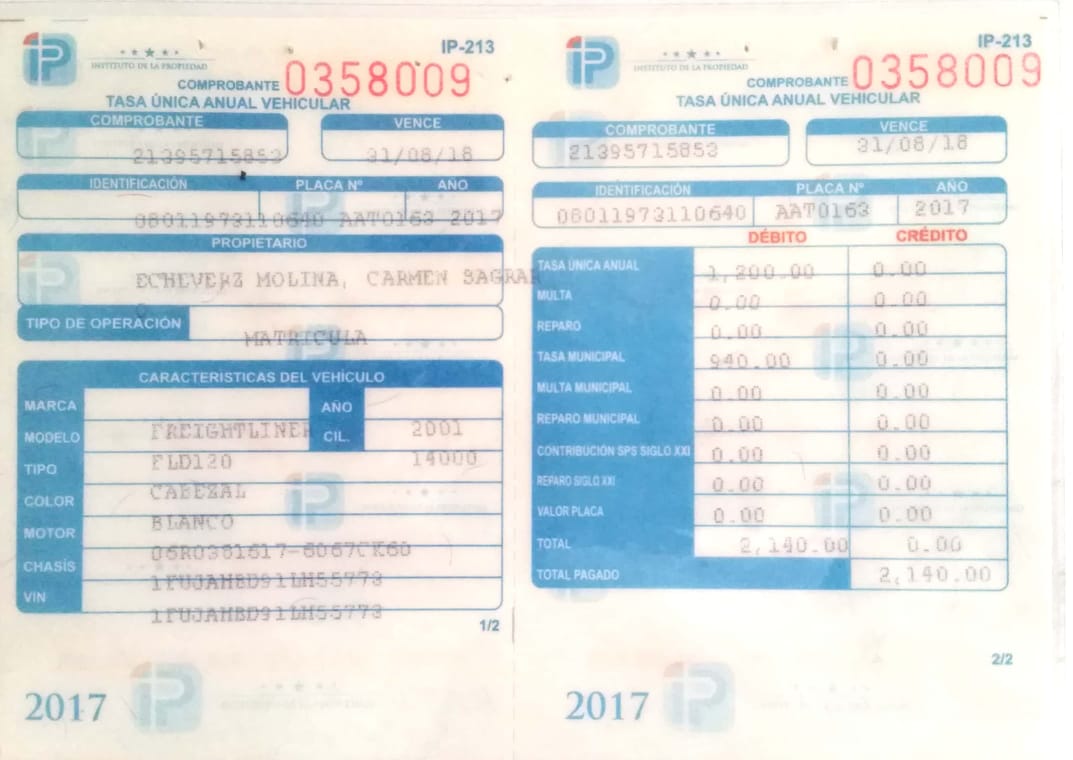 IP
INSTITUTO DE LA PROPIEDAD
IP-213
COMPROBANTE 0358009
TASA ÚNICA ANUAL VEHICULAR
COMPROBANTE VENCE
21395715853 31/08/18
IDENTIFICACIÓN PLACA Nº AÑO
08011973110640 AAT0163 2017
PROPIETARIO
ECHEVERZ MOLINA, CARMEN SAGRAR
O
TIPO DE OPERACIÓN
MATRICULA
CARACTERISTICAS DEL VEHÍCULO
MARCA FREIGHTLINER AÑO 2001
MODELO FLD120 CIL. 14000
TIPO CABEZAL
COLOR BLANCO
MOTOR 06R0361617-6067CK60
CHASÍS 1FUJAHBD91LH55773
VIN 1FUJAHBD91LH55773
1/2
2017
IP
INSTITUTO DE LA PROPIEDAD
IP-213
COMPROBANTE 0358009
TASA ÚNICA ANUAL VEHICULAR
COMPROBANTE VENCE
21395715853 31/08/18
IDENTIFICACIÓN PLACA Nº AÑO
08011973110640 AAT0163 2017
DÉBITO CRÉDITO
TASA ÚNICA ANUAL 1,200.00 0.00
MULTA 0.00 0.00
REPARO 0.00 0.00
TASA MUNICIPAL 940.00 0.00
MULTA MUNICIPAL 0.00 0.00
REPARO MUNICIPAL 0.00 0.00
CONTRIBUCIÓN SPS SIGLO XXI 0.00 0.00
REPARO SIGLO XXI 0.00 0.00
VALOR PLACA 0.00 0.00
TOTAL 2,140.00 0.00
TOTAL PAGADO 2,140.00
2/2
2017